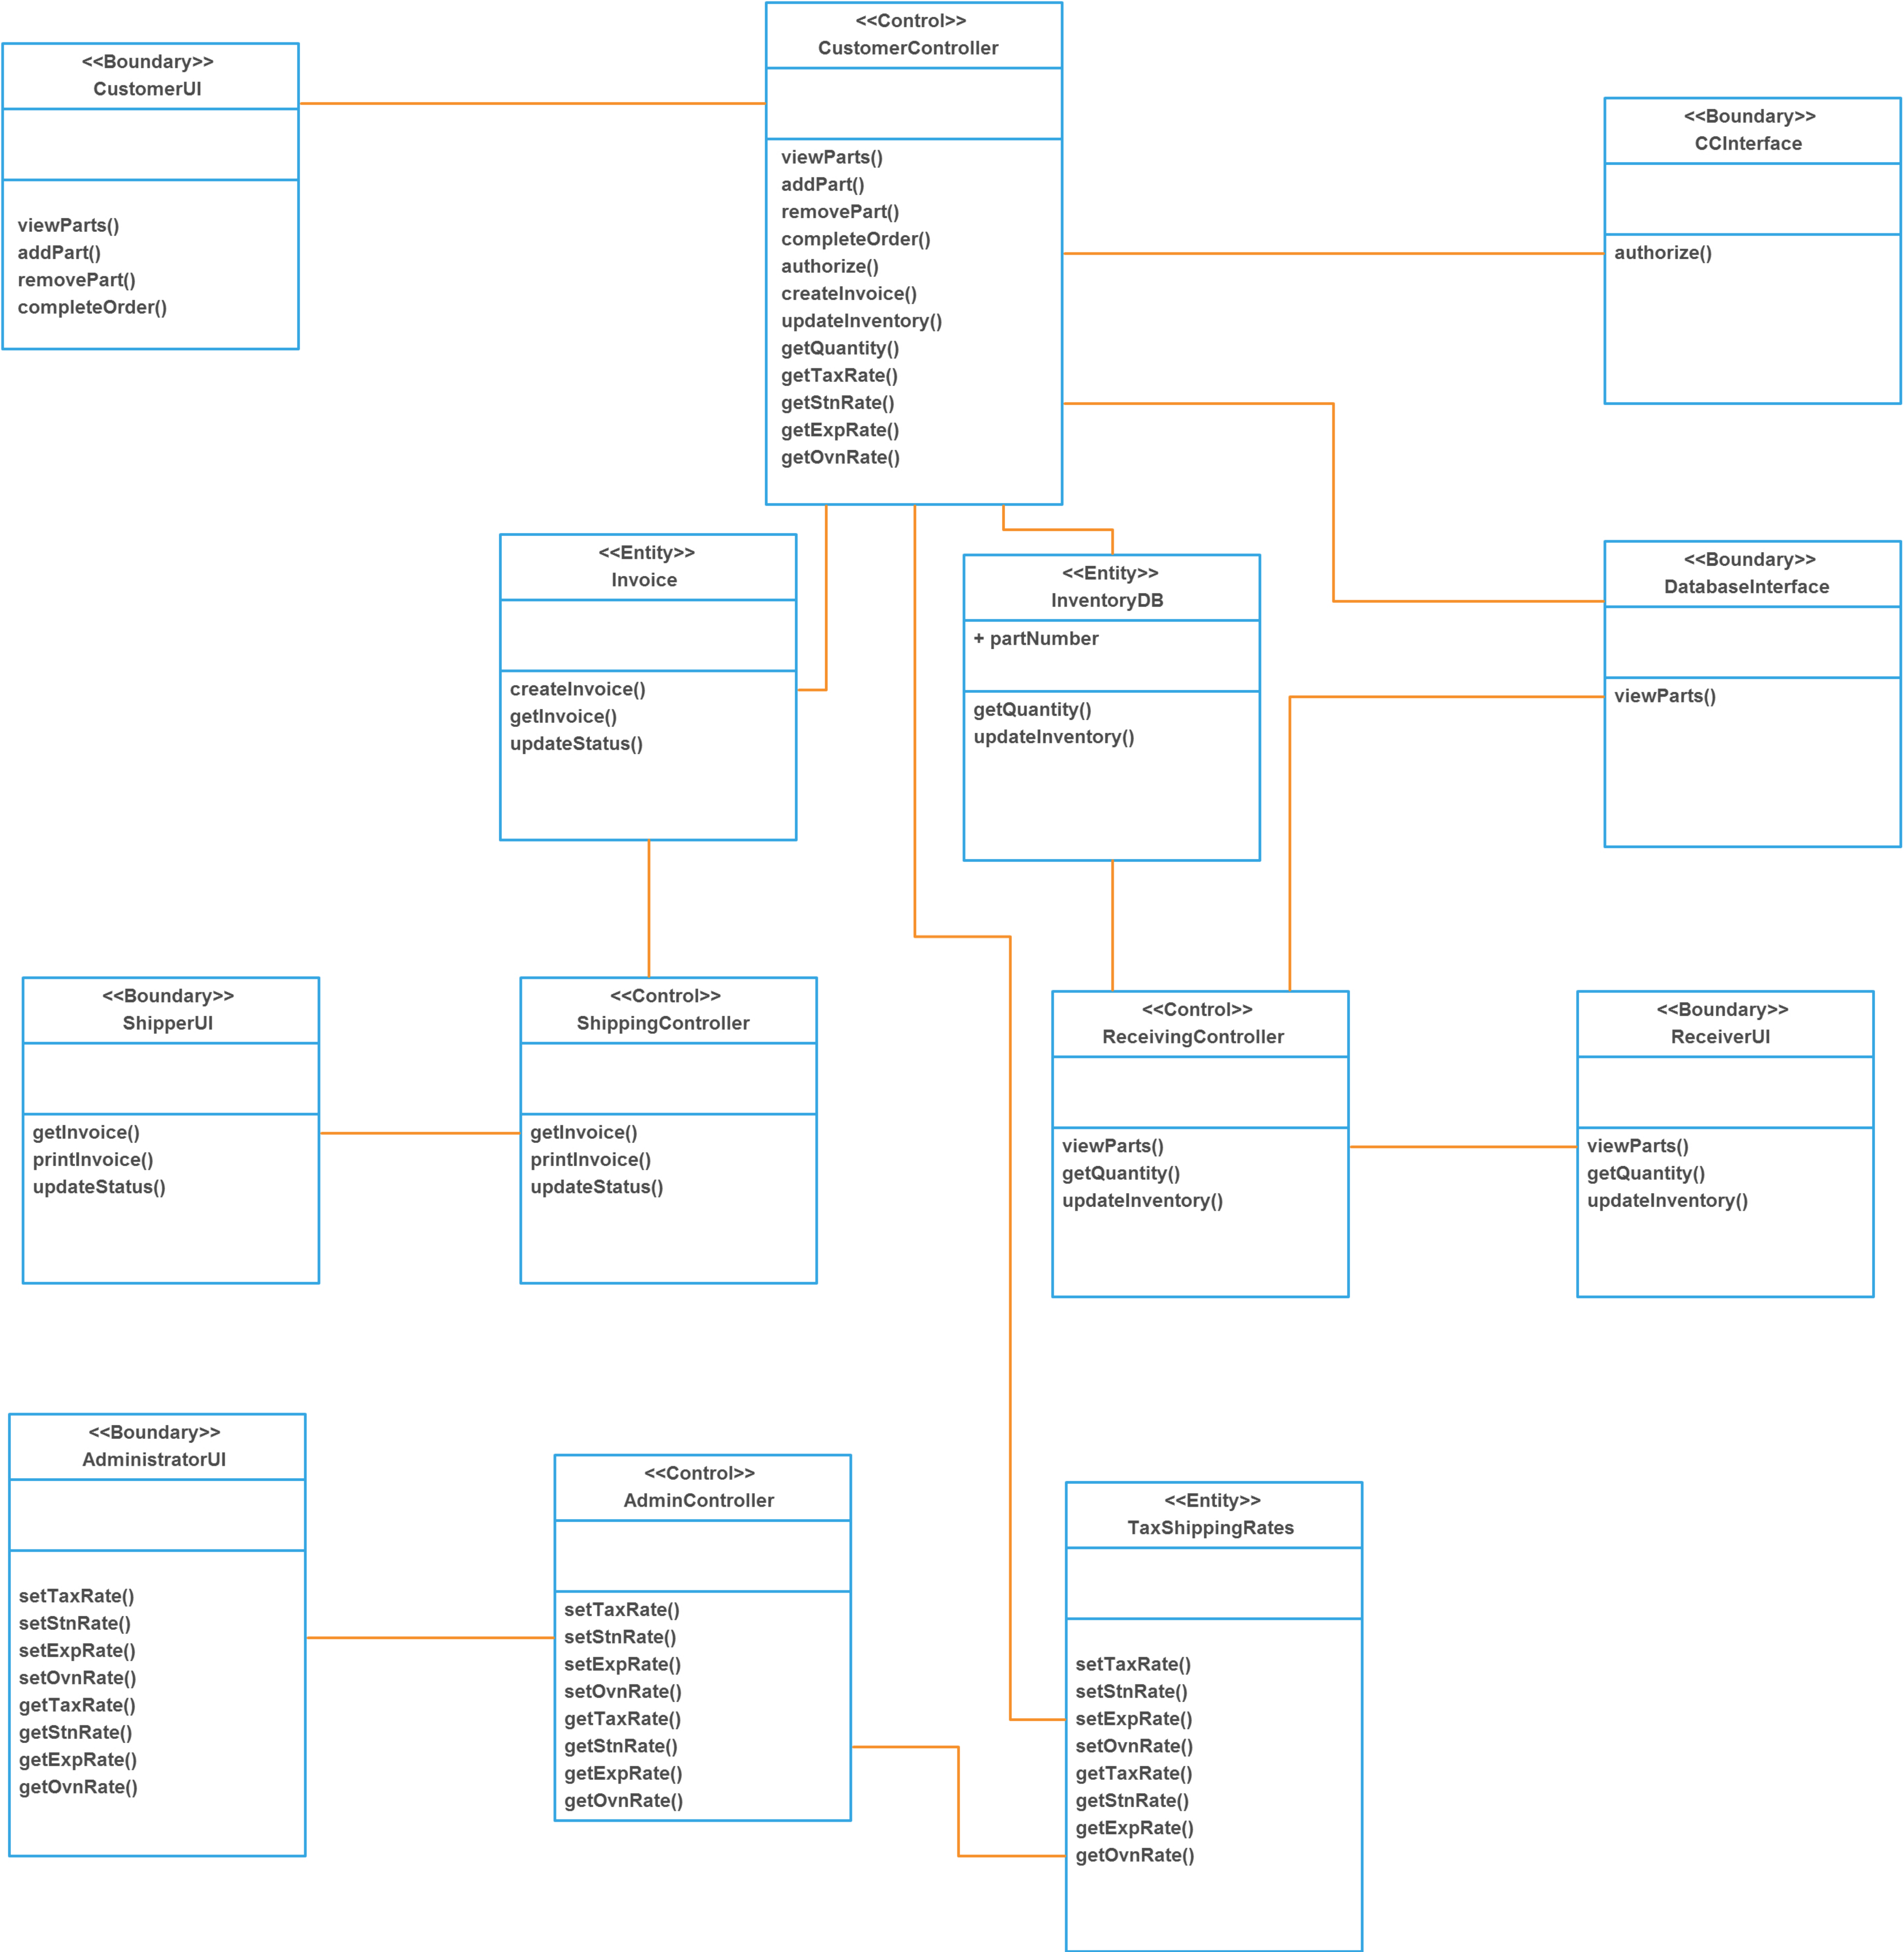 <<Control>>
CustomerController
viewParts()
addPart()
removePart()
completeOrder()
authorize()
createInvoice()
updateInventory()
getQuantity()
getTaxRate()
getStnRate()
getExpRate()
getOvnRate()
<<Boundary>>
CustomerUI
viewParts()
addPart()
removePart()
completeOrder()
<<Boundary>>
CCInterface
authorize()
<<Entity>>
Invoice
createInvoice()
getInvoice()
updateStatus()
<<Entity>>
InventoryDB
+ partNumber
getQuantity()
updateInventory()
<<Boundary>>
DatabaseInterface
viewParts()
<<Boundary>>
ShipperUI
getInvoice()
printInvoice()
updateStatus()
<<Control>>
ShippingController
getInvoice()
printInvoice()
updateStatus()
<<Control>>
ReceivingController
viewParts()
getQuantity()
updateInventory()
<<Boundary>>
ReceiverUI
viewParts()
getQuantity()
updateInventory()
<<Boundary>>
AdministratorUI
setTaxRate()
setStnRate()
setExpRate()
setOvnRate()
getTaxRate()
getStnRate()
getExpRate()
getOvnRate()
<<Control>>
AdminController
setTaxRate()
setStnRate()
setExpRate()
setOvnRate()
getTaxRate()
getStnRate()
getExpRate()
getOvnRate()
<<Entity>>
TaxShippingRates
setTaxRate()
setStnRate()
setExpRate()
setOvnRate()
getTaxRate()
getStnRate()
getExpRate()
getOvnRate()